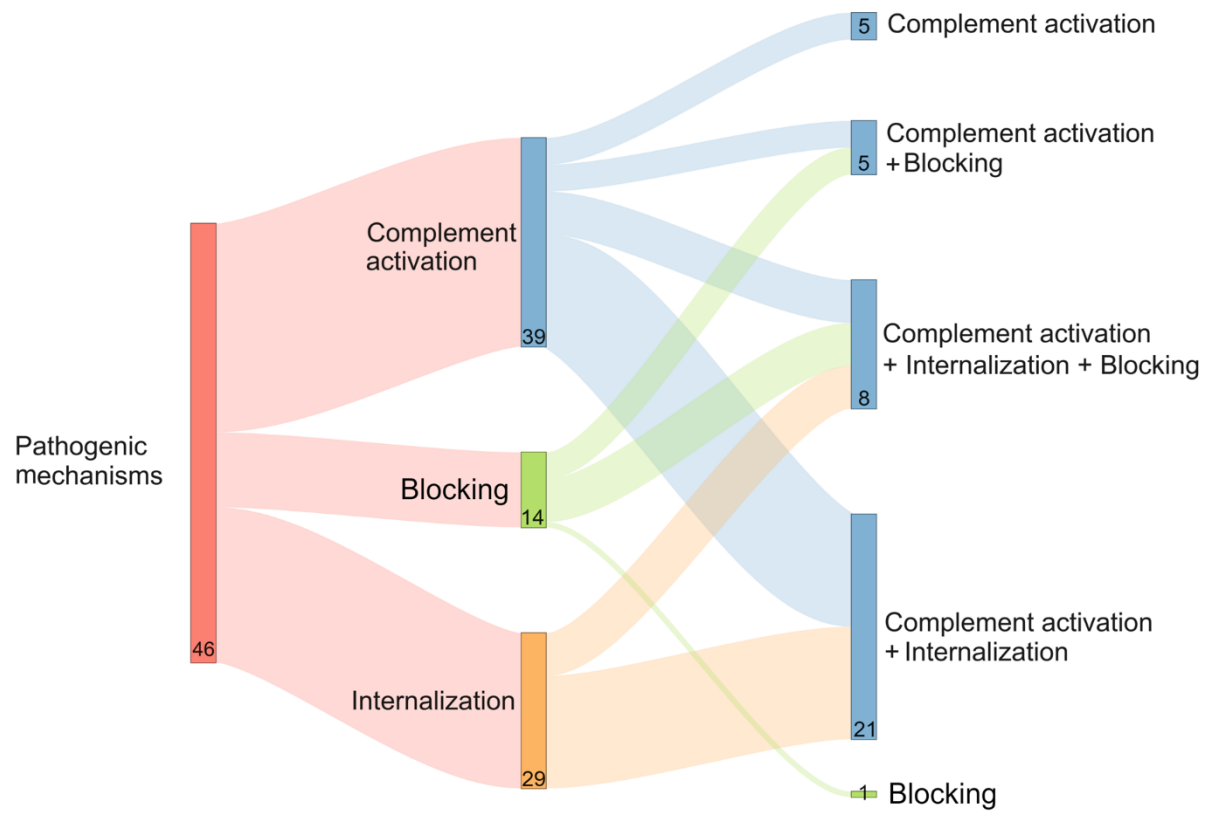 Pathogenic
mechanisms
46
Complement
activation
39
Blocking
14
Internalization
29
5 Complement activation
Complement activation
5 + Blocking
Complement activation
+ Internalization + Blocking
8
Complement activation
+ Internalization
21
1 Blocking